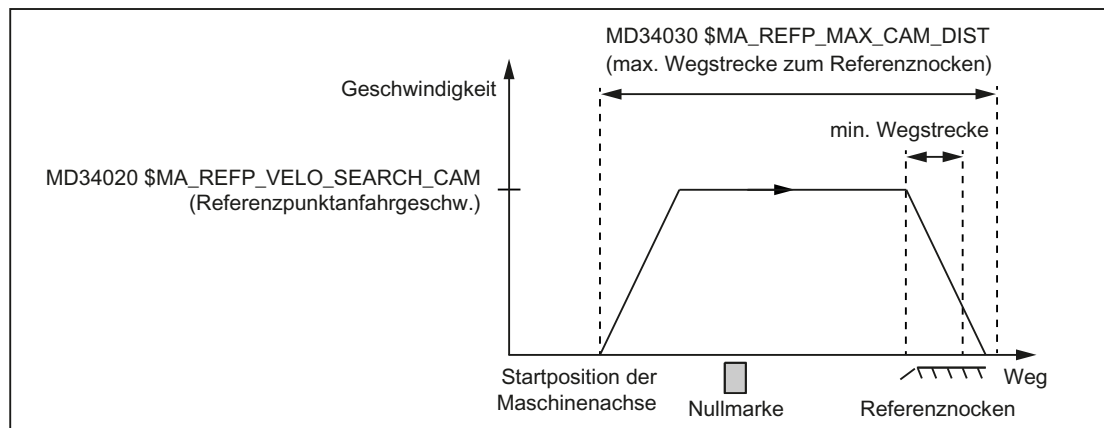 MD34030 $MA_REFP_MAX_CAM_DIST
(max. Wegstrecke zum Referenznocken)
Geschwindigkeit
min. Wegstrecke
MD34020 $MA_REFP_VELO_SEARCH_CAM
(Referenzpunktanfahrgeschw.)
Startposition der
Maschinenachse
Nullmarke
Referenznocken
Weg